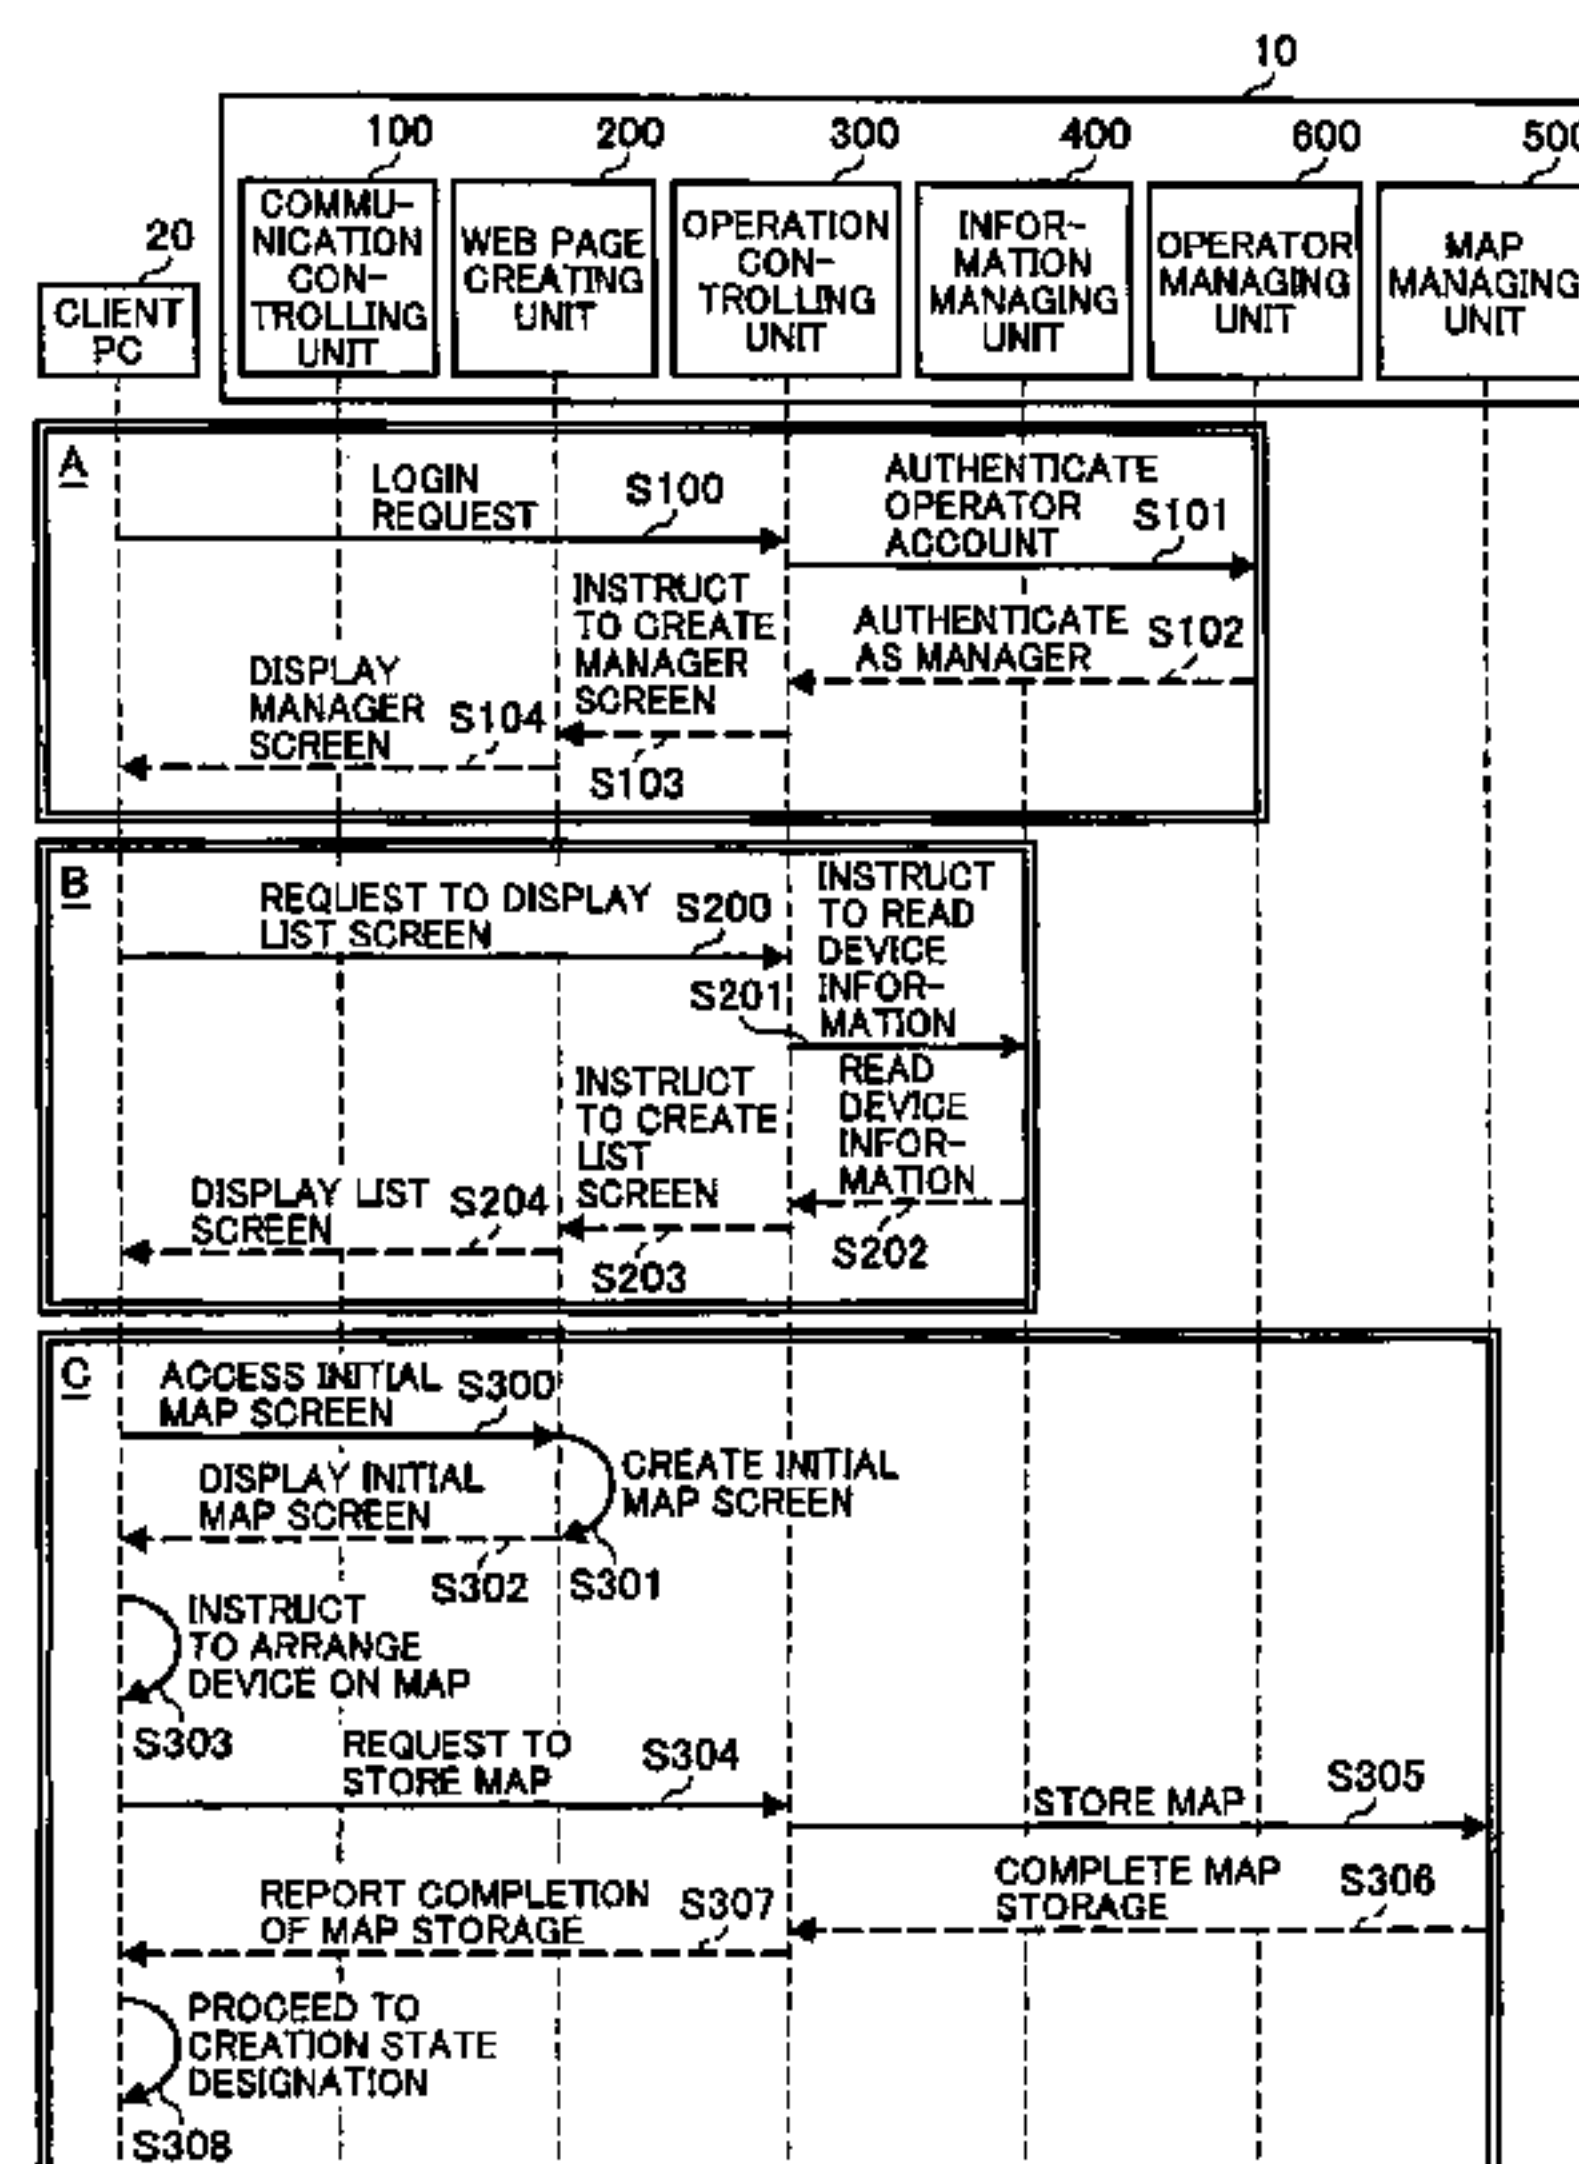 10
100
200
300
400
600
500
20
CLIENT
PC
COMMU-
NICATION
CON-
TROLLING
UNIT
WEB PAGE
CREATING
UNIT
OPERATION
CON-
TROLLING
UNIT
INFOR-
MATION
MANAGING
UNIT
OPERATOR
MANAGING
UNIT
MAP
MANAGING
UNIT
A
LOGIN
REQUEST
S100
AUTHENTICATE
OPERATOR
ACCOUNT
S101
AUTHENTICATE
AS MANAGER
S102
INSTRUCT
TO CREATE
MANAGER
SCREEN
S103
DISPLAY
MANAGER
SCREEN
S104
B
REQUEST TO DISPLAY
LIST SCREEN
S200
INSTRUCT
TO READ
DEVICE
INFOR-
MATION
S201
READ
DEVICE
INFOR-
MATION
S202
INSTRUCT
TO CREATE
LIST
SCREEN
S203
DISPLAY LIST
SCREEN
S204
C
ACCESS INITIAL
MAP SCREEN
S300
CREATE INITIAL
MAP SCREEN
S301
DISPLAY INITIAL
MAP SCREEN
S302
INSTRUCT
TO ARRANGE
DEVICE ON MAP
S303
REQUEST TO
STORE MAP
S304
STORE MAP
S305
COMPLETE MAP
STORAGE
S306
REPORT COMPLETION
OF MAP STORAGE
S307
PROCEED TO
CREATION STATE
DESIGNATION
S308